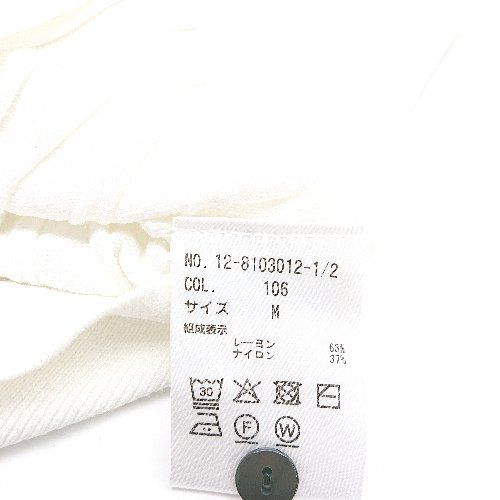 NO. 12-8103012-1/2
COL. 106
サイズ M
組成表示
レーヨン 63%
ナイロン 37%
30
F W